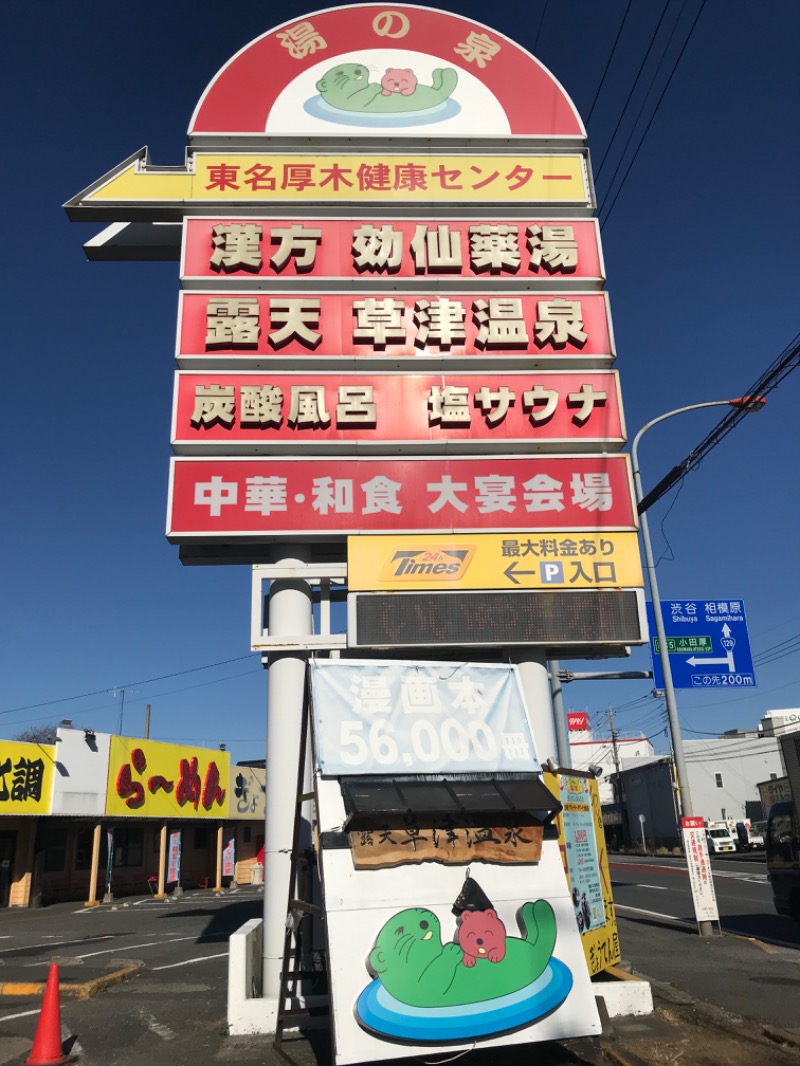 湯の泉
東名厚木健康センター
漢方 効仙薬湯
露天 草津温泉
炭酸風呂 塩サウナ
中華・和食 大宴会場
24h
Times
最大料金あり
←P入口
漫画本
56,000冊
露天草津温泉
渋谷 相模原
Shibuya Sagamihara
小田厚
129
この先200m
らーめん